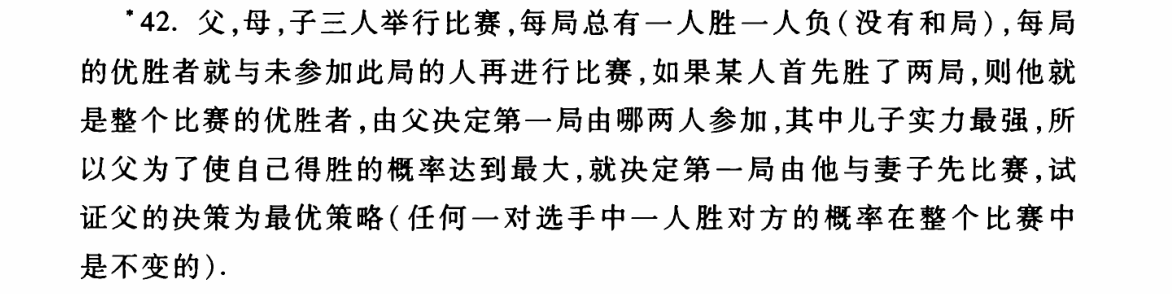 *42. 父,母,子三人举行比赛,每局总有一人胜一人负(没有和局),每局
的优胜者就与未参加此局的人再进行比赛,如果某人首先胜了两局,则他就
是整个比赛的优胜者,由父决定第一局由哪两人参加,其中儿子实力最强,所
以父为了使自己得胜的概率达到最大,就决定第一局由他与妻子先比赛,试
证父的决策为最优策略(任何一对选手中一人胜对方的概率在整个比赛中
是不变的).